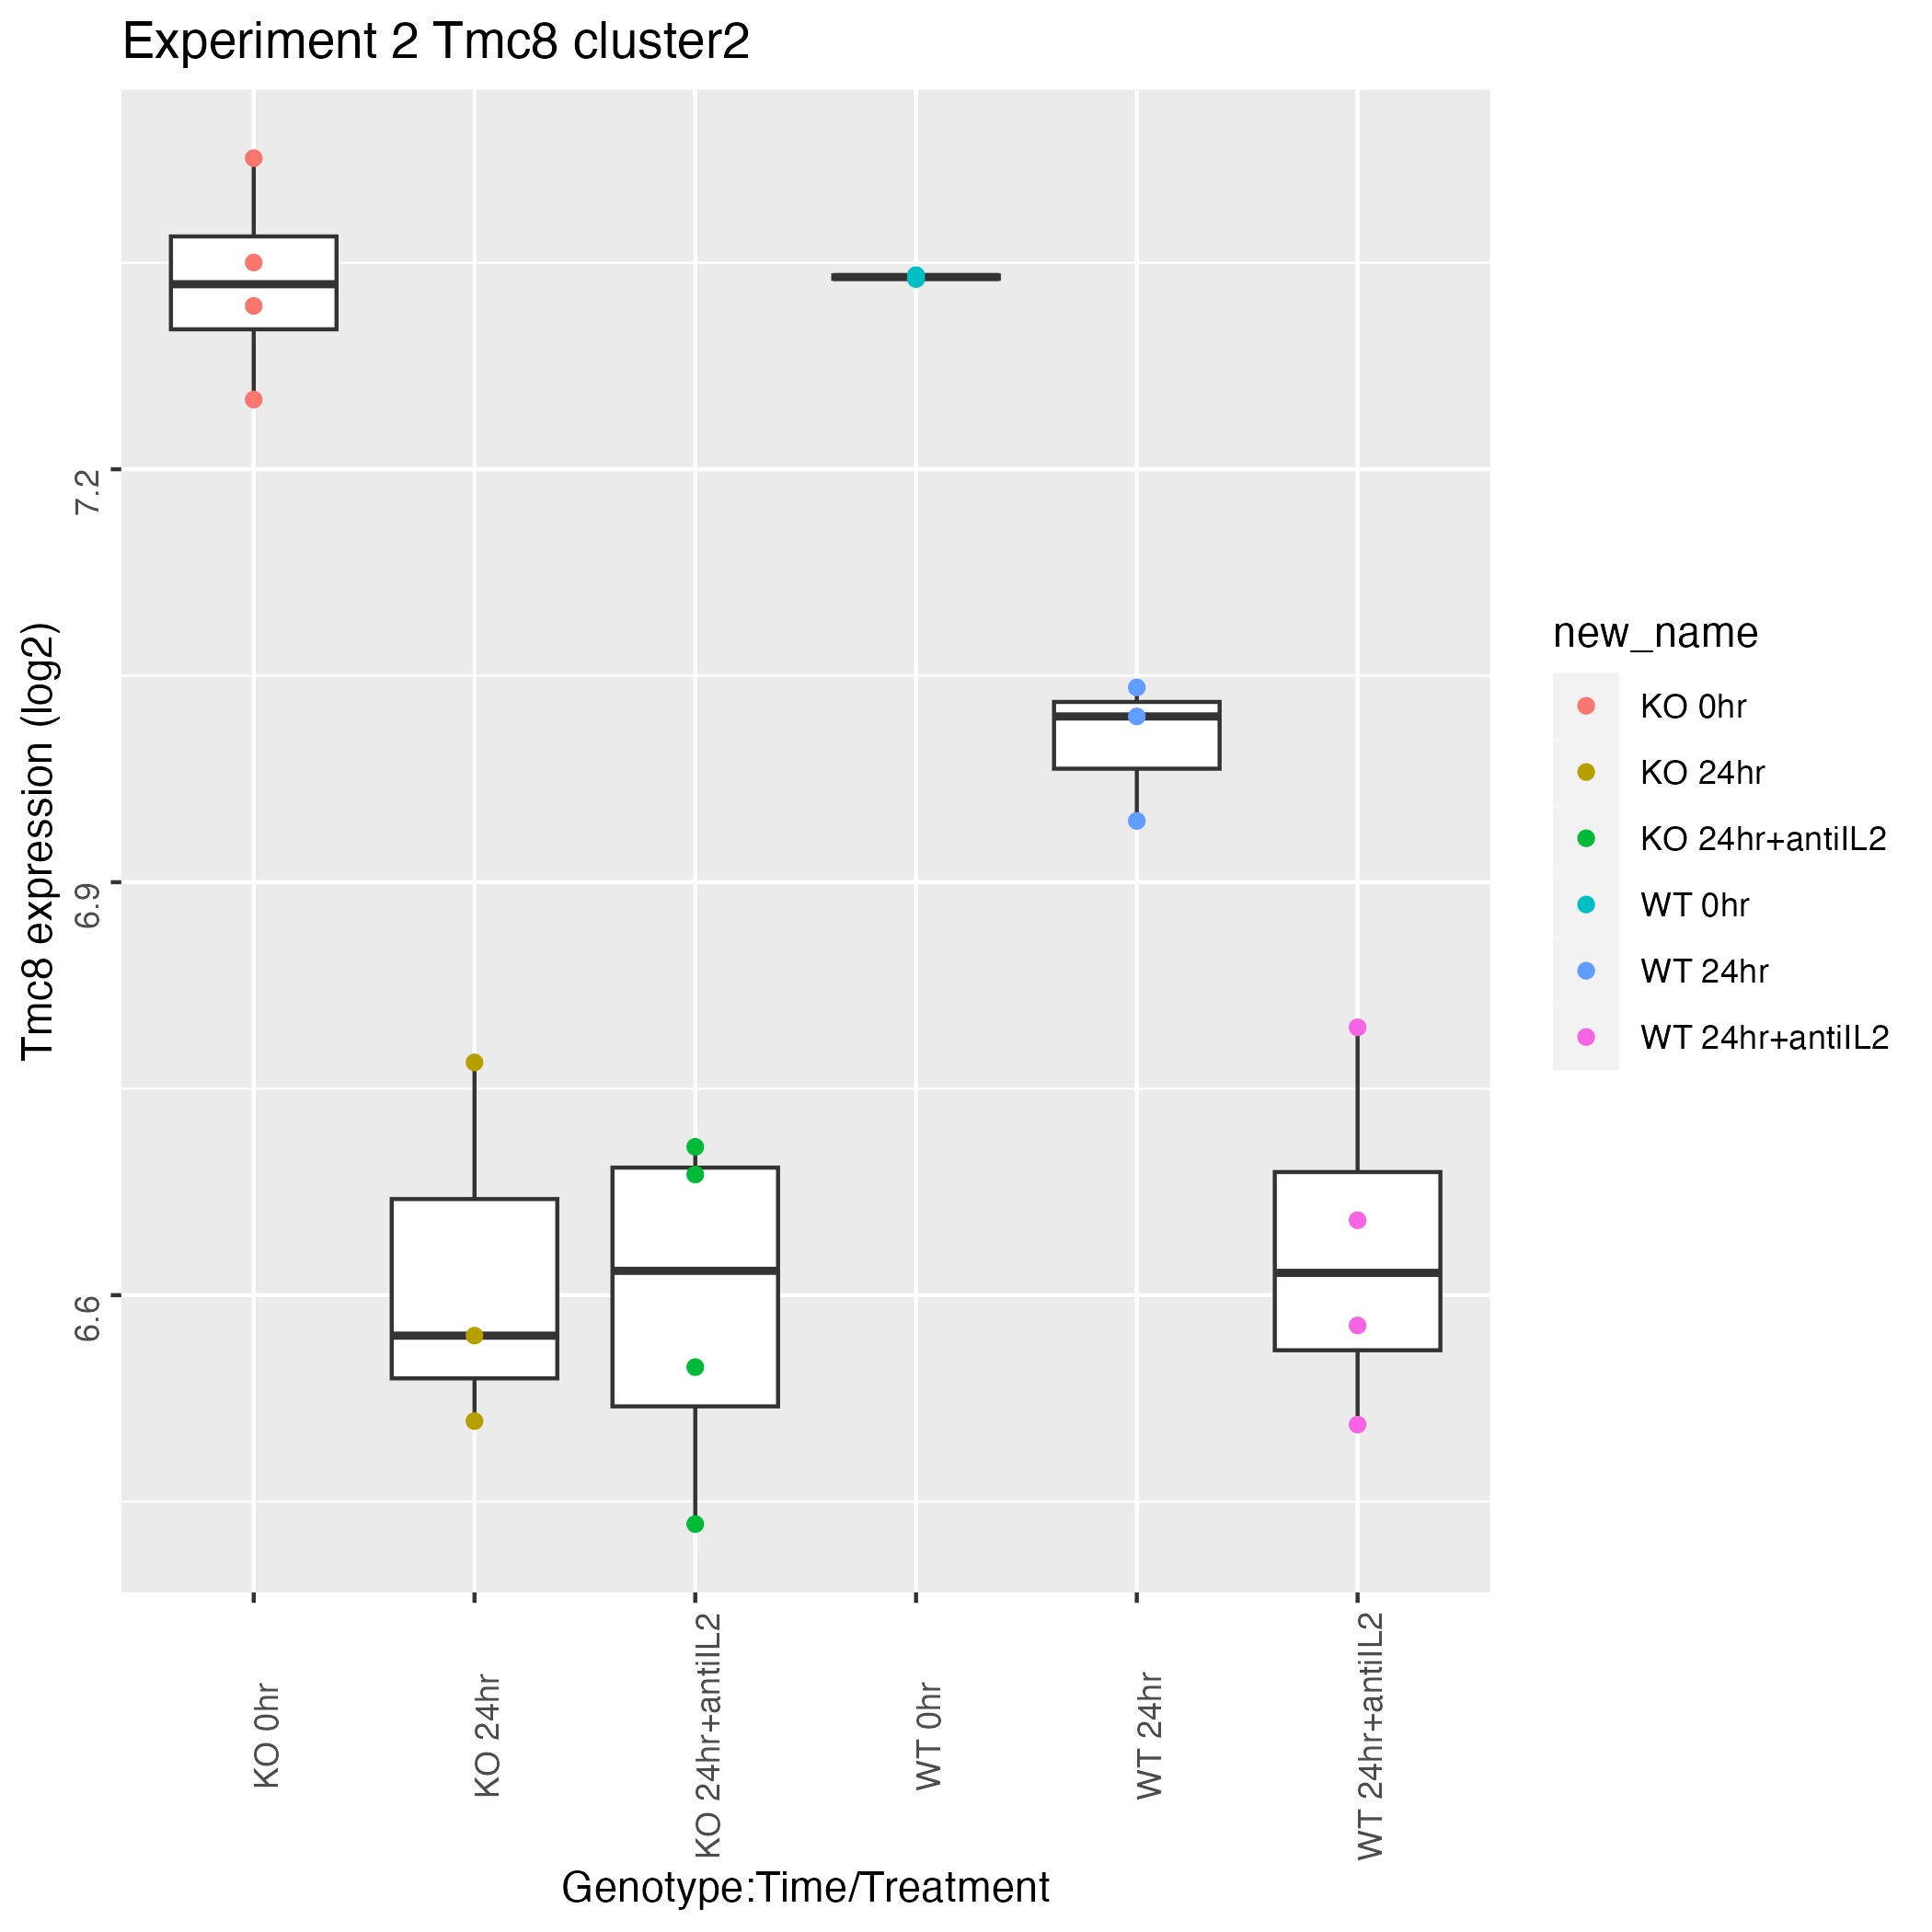 Experiment 2 Tmc8 cluster2
Tmc8 expression (log2)
7.2
6.9
6.6
KO 0hr
KO 24hr
KO 24hr+antiIL2
WT 0hr
WT 24hr
WT 24hr+antiIL2
Genotype:Time/Treatment
new_name
KO 0hr
KO 24hr
KO 24hr+antiIL2
WT 0hr
WT 24hr
WT 24hr+antiIL2